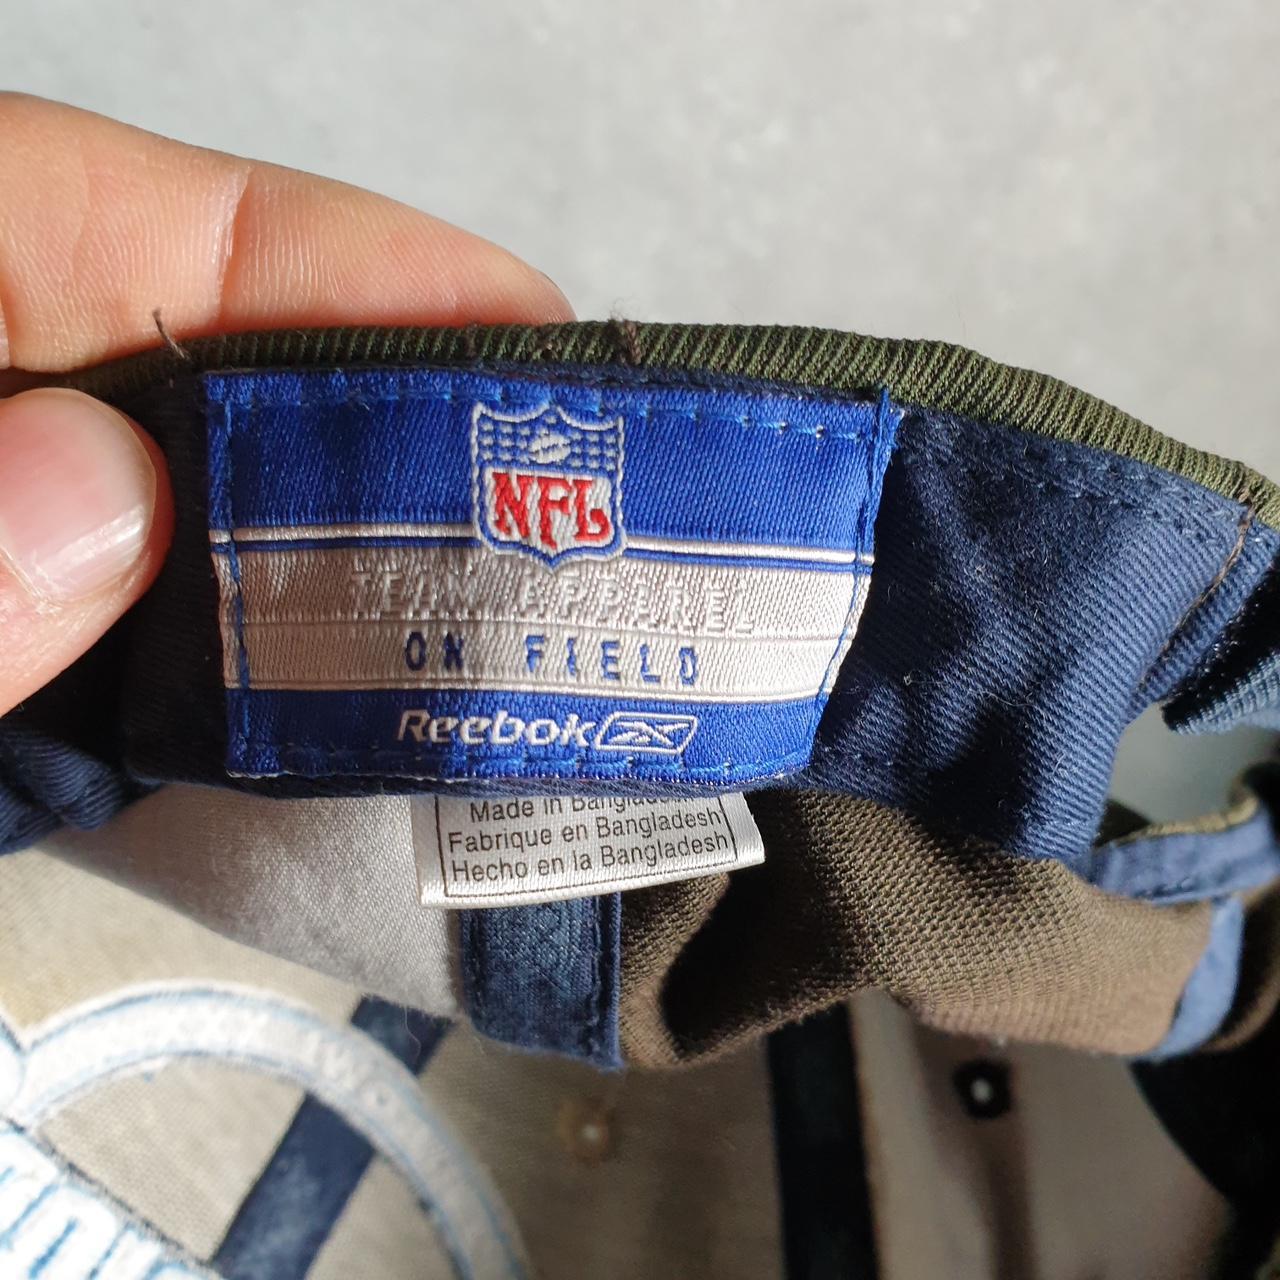 NFL
TEAM APPAREL
ON FIELD
Reebok
Made in Bangladesh
Fabrique en Bangladesh
Hecho en la Bangladesh